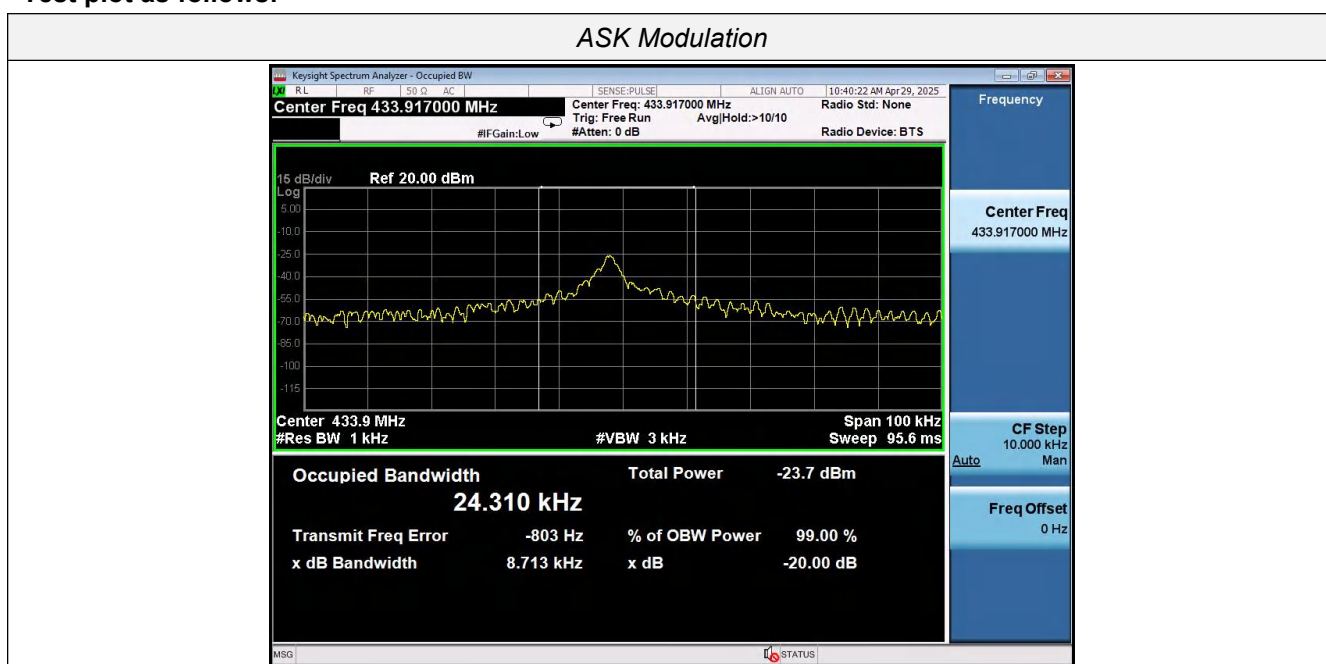 Test plot as follows:
ASK Modulation
Keysight Spectrum Analyzer - Occupied BW
LXI RL RF 50 Ω AC SENSE:PULSE ALIGN AUTO 10:40:22 AM Apr 29, 2025
Center Freq 433.917000 MHz
Center Freq: 433.917000 MHz Radio Std: None
Trig: Free Run Avg|Hold:>10/10
#IFGain:Low #Atten: 0 dB Radio Device: BTS
15 dB/div Ref 20.00 dBm
Log
5.00
-10.0
-25.0
-40.0
-55.0
-70.0
-85.0
-100
-115
Center 433.9 MHz Span 100 kHz
#Res BW 1 kHz #VBW 3 kHz Sweep 95.6 ms
Occupied Bandwidth Total Power -23.7 dBm
24.310 kHz
Transmit Freq Error -803 Hz % of OBW Power 99.00 %
x dB Bandwidth 8.713 kHz x dB -20.00 dB
MSG STATUS
Frequency
Center Freq
433.917000 MHz
CF Step
10.000 kHz
Auto Man
Freq Offset
0 Hz